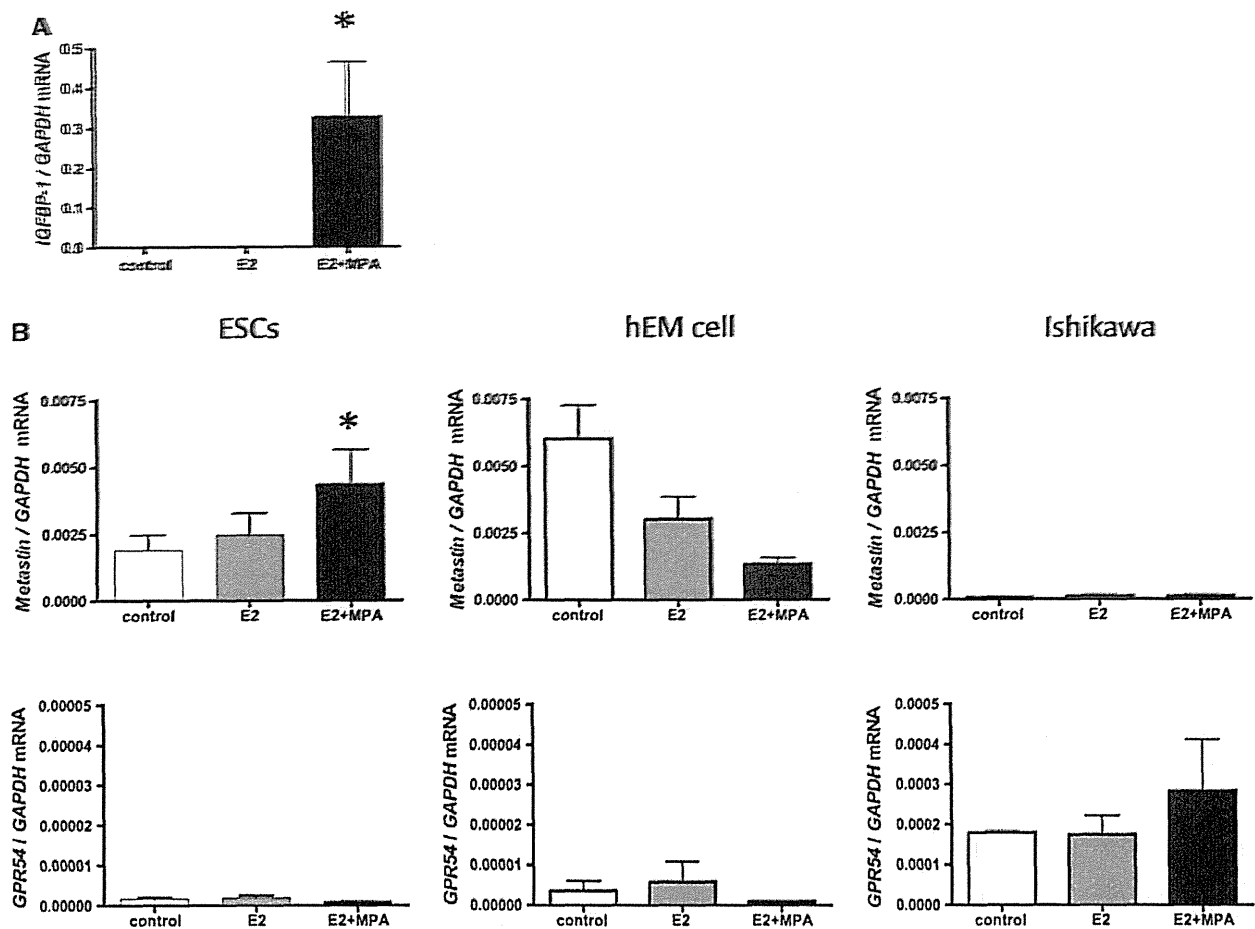 A
*
IGFBP-1 / GAPDH mRNA
0.5
0.4
0.3
0.2
0.1
0.0
control E2 E2+MPA
B
ESCs hEM cell Ishikawa
Metastin / GAPDH mRNA
0.0075
0.0050
0.0025
0.0000
*
control E2 E2+MPA
Metastin / GAPDH mRNA
0.0075
0.0050
0.0025
0.0000
control E2 E2+MPA
Metastin / GAPDH mRNA
0.0075
0.0050
0.0025
0.0000
control E2 E2+MPA
GPR54 / GAPDH mRNA
0.00005
0.00004
0.00003
0.00002
0.00001
0.00000
control E2 E2+MPA
GPR54 / GAPDH mRNA
0.00005
0.00004
0.00003
0.00002
0.00001
0.00000
control E2 E2+MPA
GPR54 / GAPDH mRNA
0.0005
0.0004
0.0003
0.0002
0.0001
0.0000
control E2 E2+MPA